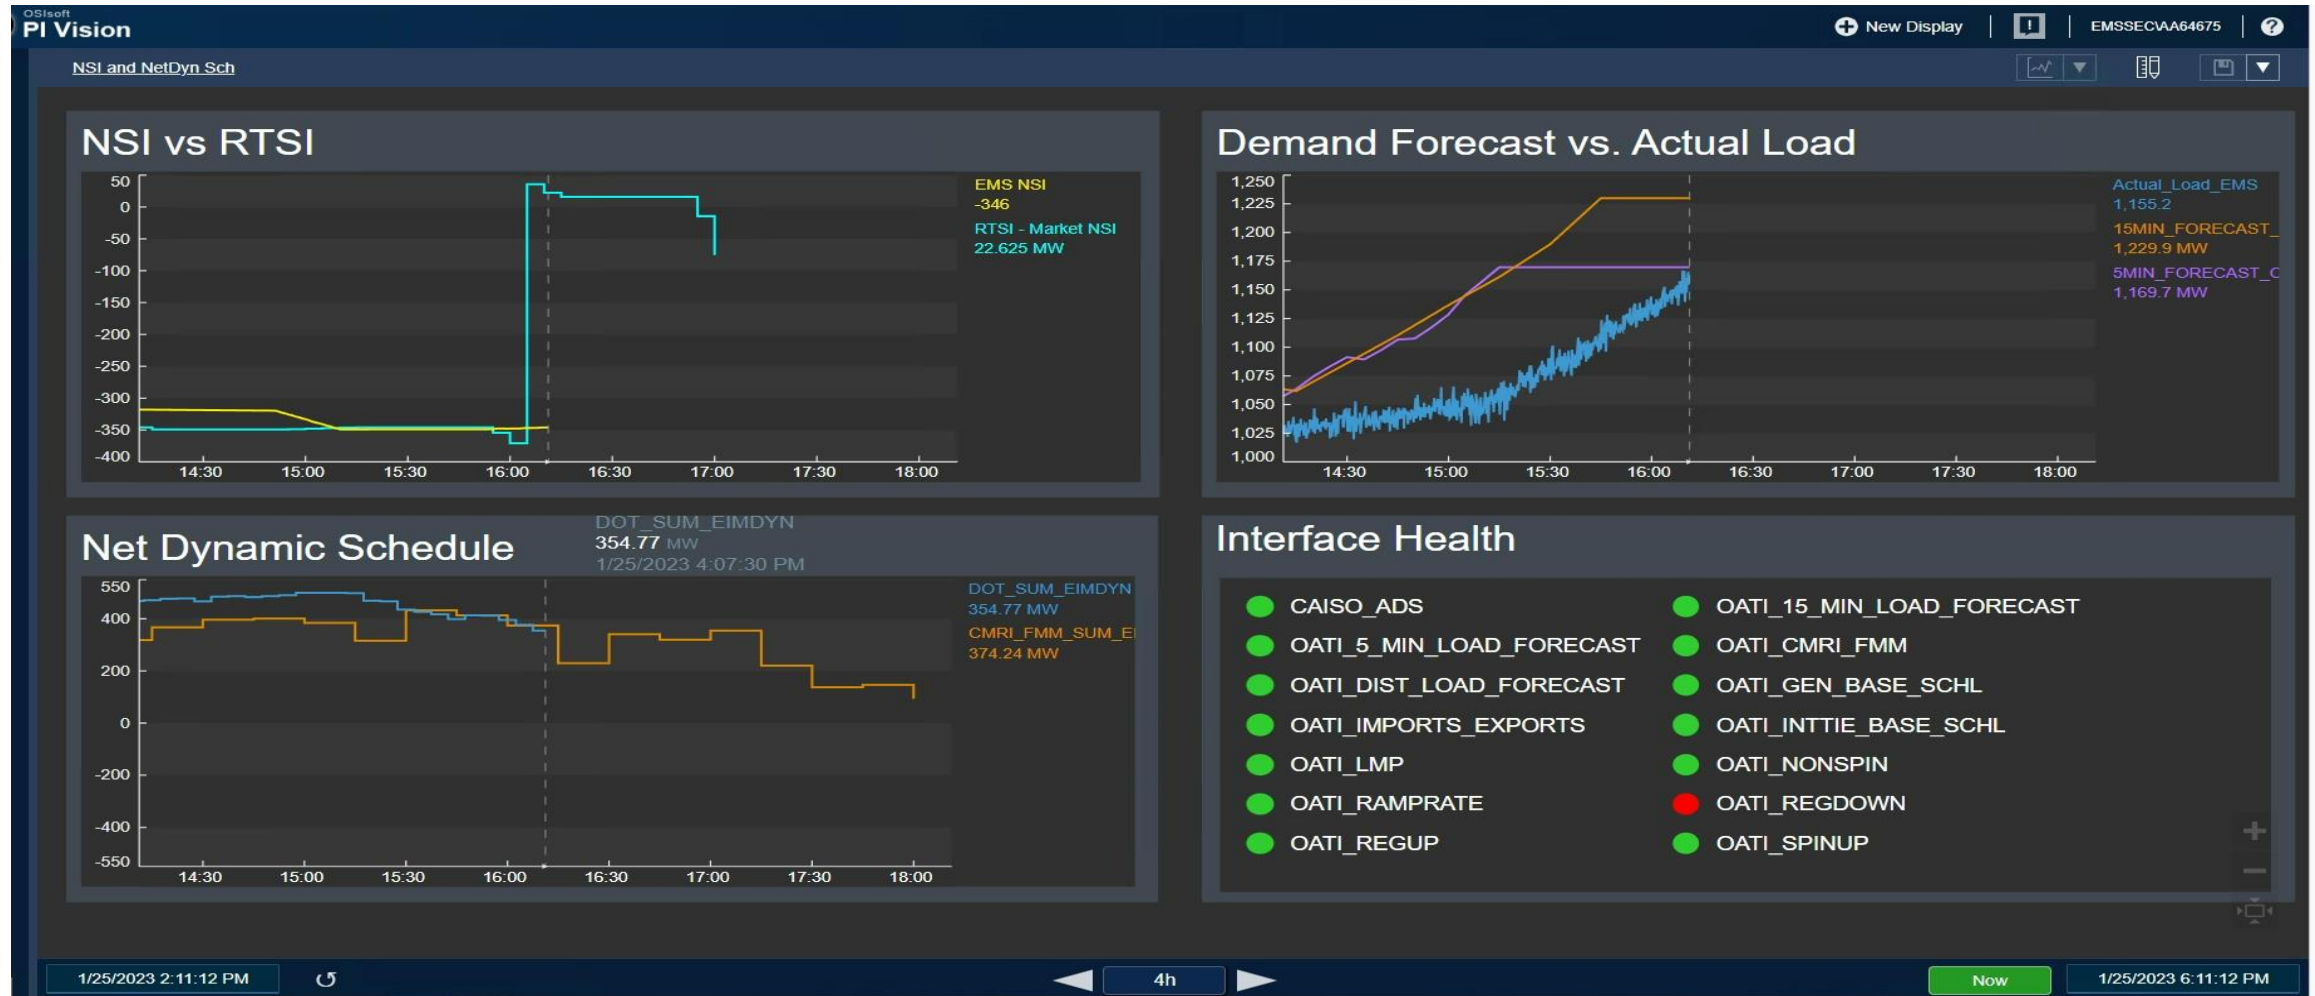 OSIsoft
PI Vision
New Display
EMSSEC\AA64675
?
NSI and NetDyn Sch
NSI vs RTSI
50
0
-50
-100
-150
-200
-250
-300
-350
-400
14:30 15:00 15:30 16:00 16:30 17:00 17:30 18:00
EMS NSI
-346
RTSI - Market NSI
22.625 MW
Demand Forecast vs. Actual Load
1,250
1,225
1,200
1,175
1,150
1,125
1,100
1,075
1,050
1,025
1,000
14:30 15:00 15:30 16:00 16:30 17:00 17:30 18:00
Actual_Load_EMS
1,155.2
15MIN_FORECAST_
1,229.9 MW
5MIN_FORECAST_C
1,169.7 MW
Net Dynamic Schedule
DOT_SUM_EIMDYN
354.77 MW
1/25/2023 4:07:30 PM
550
400
200
0
-200
-400
-550
14:30 15:00 15:30 16:00 16:30 17:00 17:30 18:00
DOT_SUM_EIMDYN
354.77 MW
CMRI_FMM_SUM_EI
374.24 MW
Interface Health
CAISO_ADS OATI_15_MIN_LOAD_FORECAST
OATI_5_MIN_LOAD_FORECAST OATI_CMRI_FMM
OATI_DIST_LOAD_FORECAST OATI_GEN_BASE_SCHL
OATI_IMPORTS_EXPORTS OATI_INTTIE_BASE_SCHL
OATI_LMP OATI_NONSPIN
OATI_RAMPRATE OATI_REGDOWN
OATI_REGUP OATI_SPINUP
1/25/2023 2:11:12 PM 4h Now 1/25/2023 6:11:12 PM